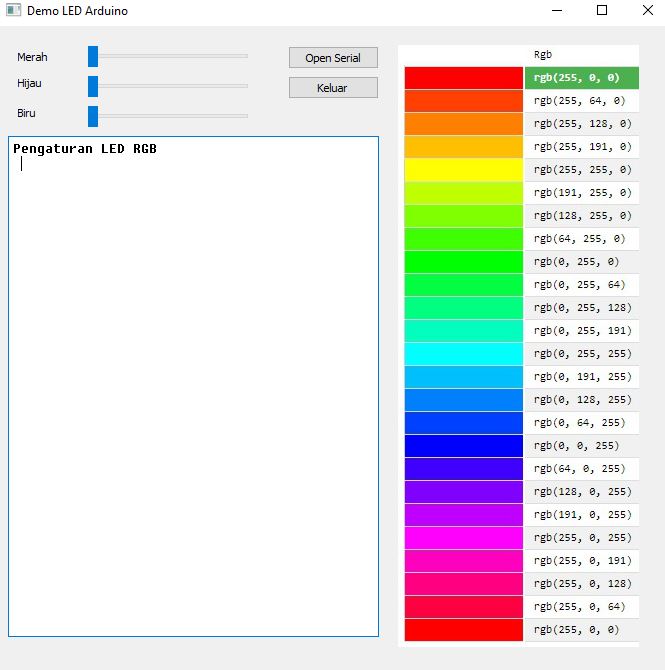 Demo LED Arduino
Merah
Hijau
Biru
Open Serial
Keluar
Pengaturan LED RGB
Rgb
rgb(255, 0, 0)
rgb(255, 64, 0)
rgb(255, 128, 0)
rgb(255, 191, 0)
rgb(255, 255, 0)
rgb(191, 255, 0)
rgb(128, 255, 0)
rgb(64, 255, 0)
rgb(0, 255, 0)
rgb(0, 255, 64)
rgb(0, 255, 128)
rgb(0, 255, 191)
rgb(0, 255, 255)
rgb(0, 191, 255)
rgb(0, 128, 255)
rgb(0, 64, 255)
rgb(0, 0, 255)
rgb(64, 0, 255)
rgb(128, 0, 255)
rgb(191, 0, 255)
rgb(255, 0, 255)
rgb(255, 0, 191)
rgb(255, 0, 128)
rgb(255, 0, 64)
rgb(255, 0, 0)